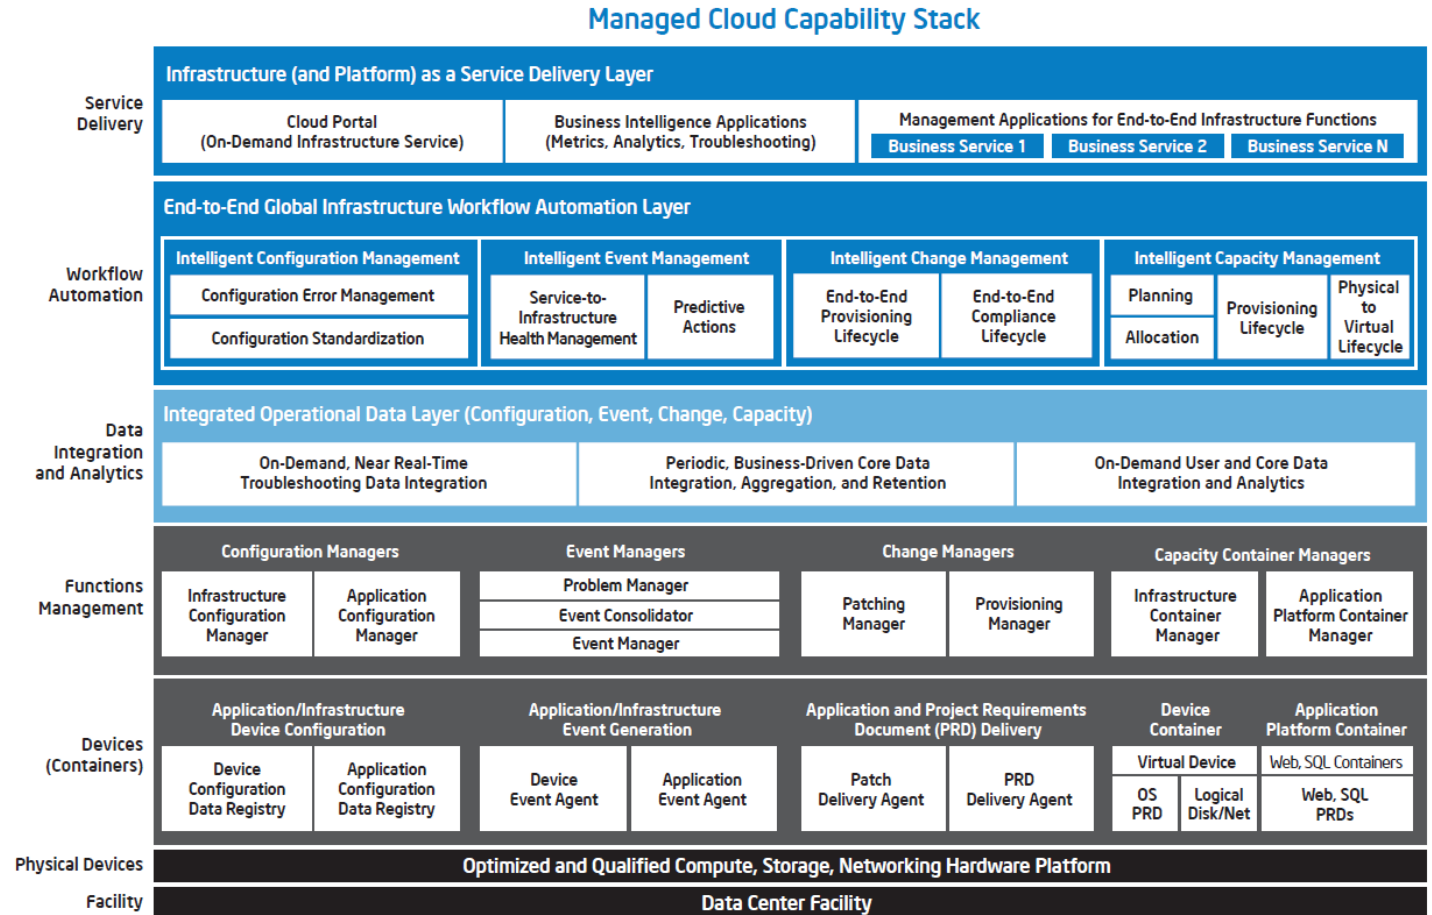 Managed Cloud Capability Stack
Service
Delivery
Infrastructure (and Platform) as a Service Delivery Layer
Cloud Portal
(On-Demand Infrastructure Service)
Business Intelligence Applications
(Metrics, Analytics, Troubleshooting)
Management Applications for End-to-End Infrastructure Functions
Business Service 1
Business Service 2
Business Service N
Workflow
Automation
End-to-End Global Infrastructure Workflow Automation Layer
Intelligent Configuration Management
Configuration Error Management
Configuration Standardization
Intelligent Event Management
Service-to-
Infrastructure
Health Management
Predictive
Actions
Intelligent Change Management
End-to-End
Provisioning
Lifecycle
End-to-End
Compliance
Lifecycle
Intelligent Capacity Management
Planning
Allocation
Provisioning
Lifecycle
Physical
to
Virtual
Lifecycle
Data
Integration
and Analytics
Integrated Operational Data Layer (Configuration, Event, Change, Capacity)
On-Demand, Near Real-Time
Troubleshooting Data Integration
Periodic, Business-Driven Core Data
Integration, Aggregation, and Retention
On-Demand User and Core Data
Integration and Analytics
Functions
Management
Configuration Managers
Infrastructure
Configuration
Manager
Application
Configuration
Manager
Event Managers
Problem Manager
Event Consolidator
Event Manager
Change Managers
Patching
Manager
Provisioning
Manager
Capacity Container Managers
Infrastructure
Container
Manager
Application
Platform Container
Manager
Devices
(Containers)
Application/Infrastructure
Device Configuration
Device
Configuration
Data Registry
Application
Configuration
Data Registry
Application/Infrastructure
Event Generation
Device
Event Agent
Application
Event Agent
Application and Project Requirements
Document (PRD) Delivery
Patch
Delivery Agent
PRD
Delivery Agent
Device
Container
Virtual Device
OS
PRD
Logical
Disk/Net
Application
Platform Container
Web, SQL Containers
Web, SQL
PRDs
Physical Devices
Optimized and Qualified Compute, Storage, Networking Hardware Platform
Facility
Data Center Facility